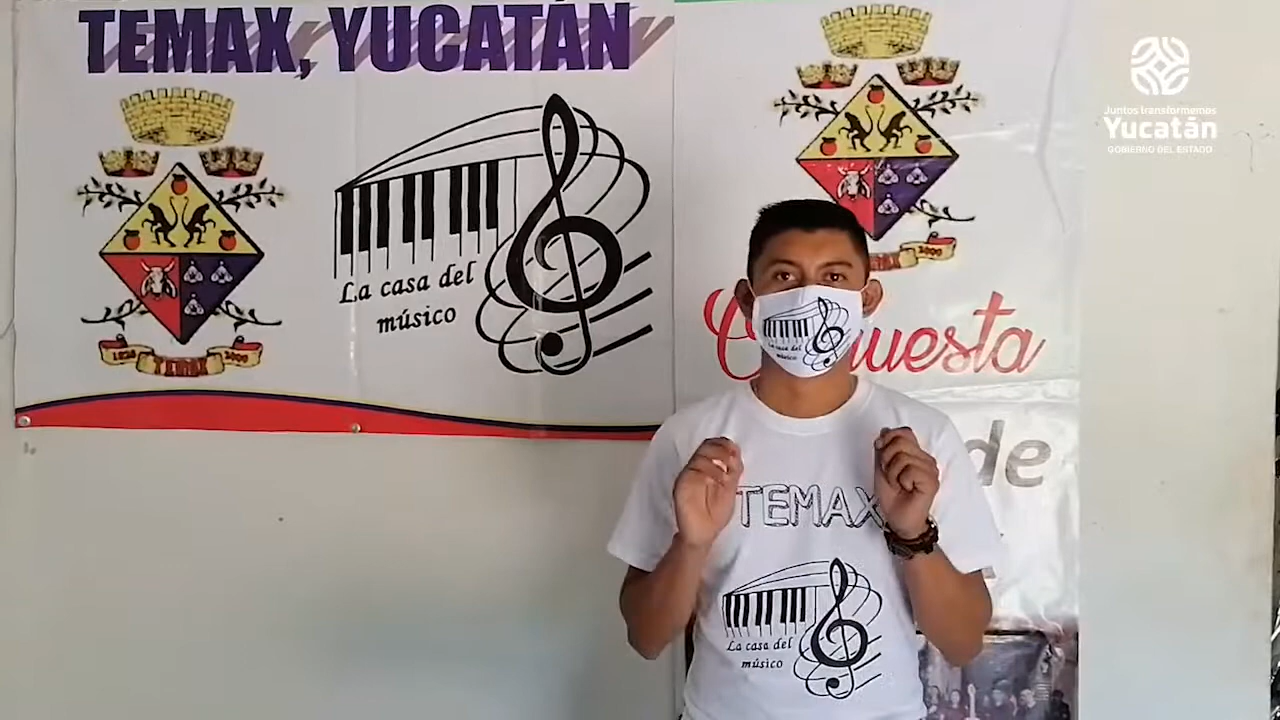 TEMAX, YUCATÁN
La casa del
músico
TEMAX
de
Juntos transformemos
Yucatán
GOBIERNO DEL ESTADO
La casa del
músico
TEMAX
La casa del
músico